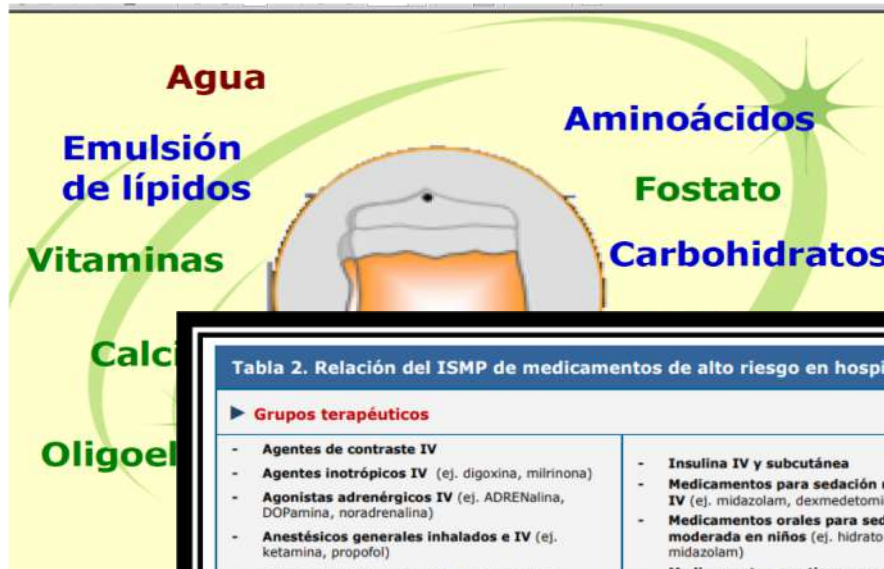 Agua
Aminoácidos
Emulsión
de lípidos
Fostato
Vitaminas
Carbohidratos
Calci
Oligoel
Tabla 2. Relación del ISMP de medicamentos de alto riesgo en hospi
Grupos terapéuticos
- Agentes de contraste IV
- Agentes inotrópicos IV (ej. digoxina, milrinona)
- Agonistas adrenérgicos IV (ej. ADRENalina,
DOPamina, noradrenalina)
- Anestésicos generales inhalados e IV (ej.
ketamina, propofol)
- Insulina IV y subcutánea
- Medicamentos para sedación
IV (ej. midazolam, dexmedetomi
- Medicamentos orales para sed
moderada en niños (ej. hidrato
midazolam)